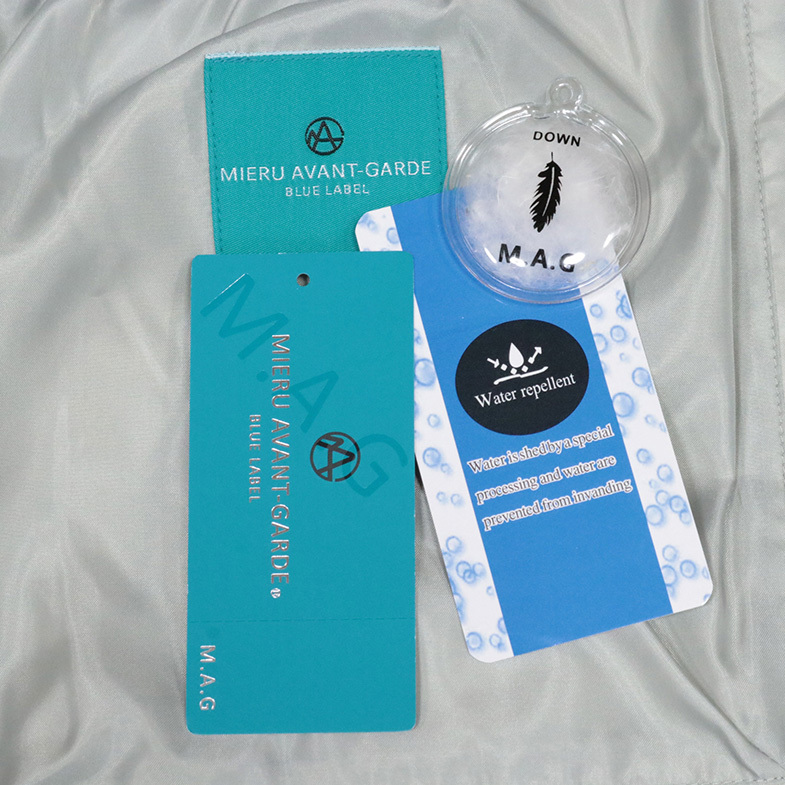 MIERU AVANT-GARDE
BLUE LABEL
DOWN
M.A.G
Water repellent
Water is shed by a special
processing and water are
prevented from invanding
MIERU AVANT-GARDE
BLUE LABEL
M.A.G
M.A.G